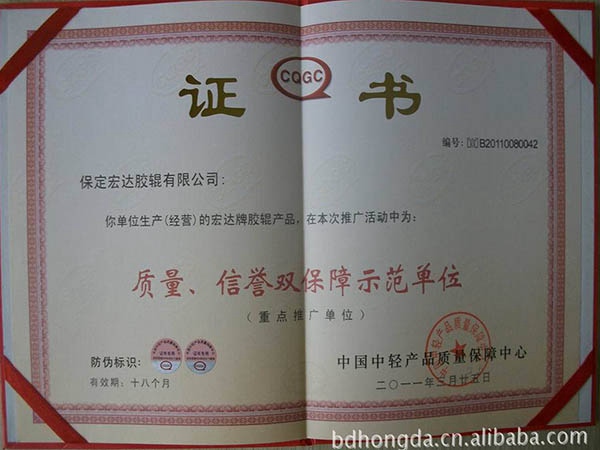 CQGC
证 书
编号: DXOB20110080042
保定宏达胶辊有限公司:
你单位生产(经营)的宏达牌胶辊产品,在本次推广活动中为:
质量、信誉双保障示范单位
(重点推广单位)
防伪标识:
有效期:十八个月
中国中轻产品质量保障中心
二〇一一年三月廿五日
bdhongda.cn.alibaba.com